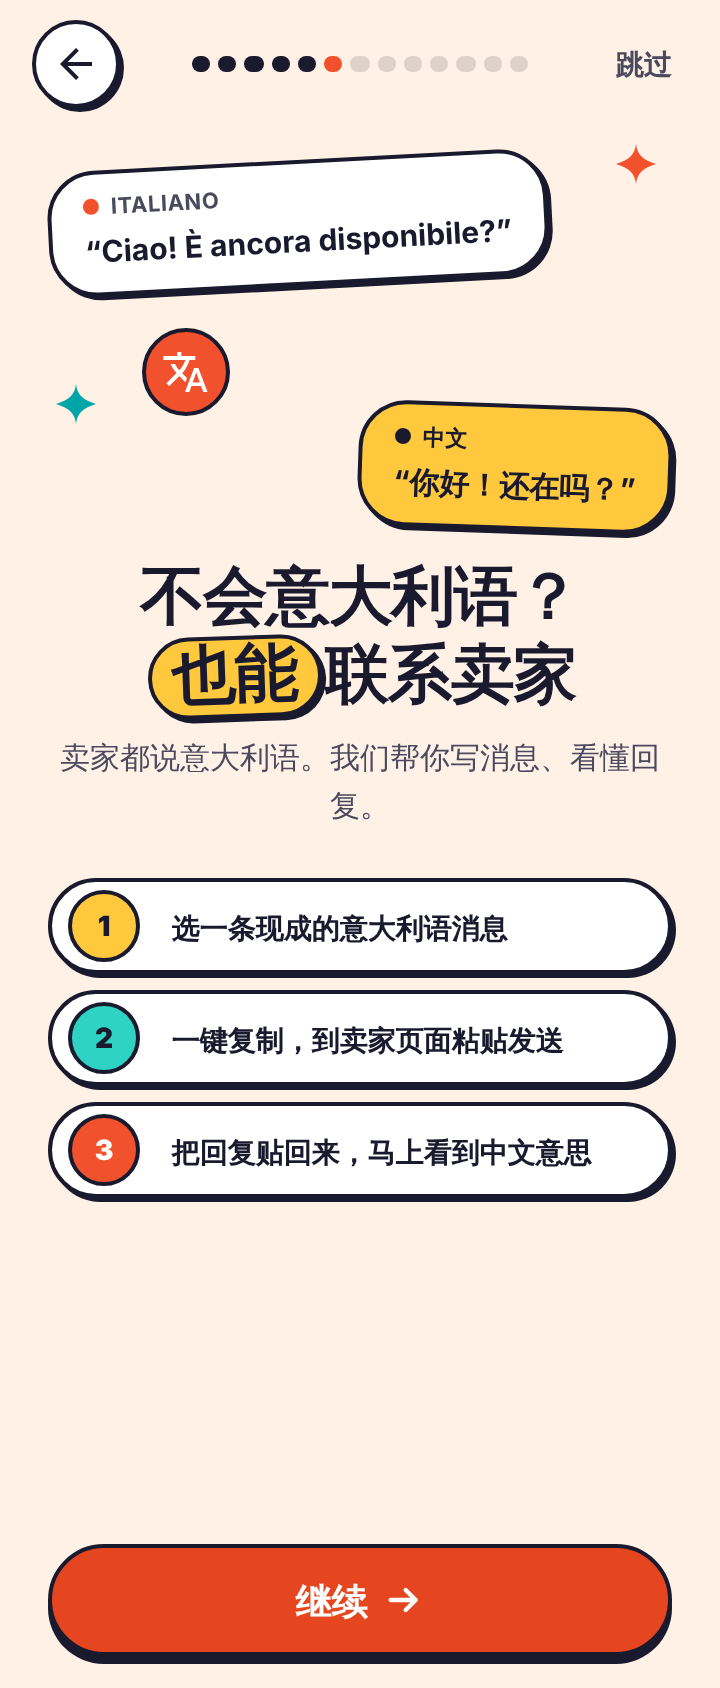 跳过
ITALIANO
“Ciao! È ancora disponibile?”
文A
中文
“你好！还在吗？”
不会意大利语？
也能联系卖家
卖家都说意大利语。我们帮你写消息、看懂回
复。
1 选一条现成的意大利语消息
2 一键复制，到卖家页面粘贴发送
3 把回复贴回来，马上看到中文意思
继续